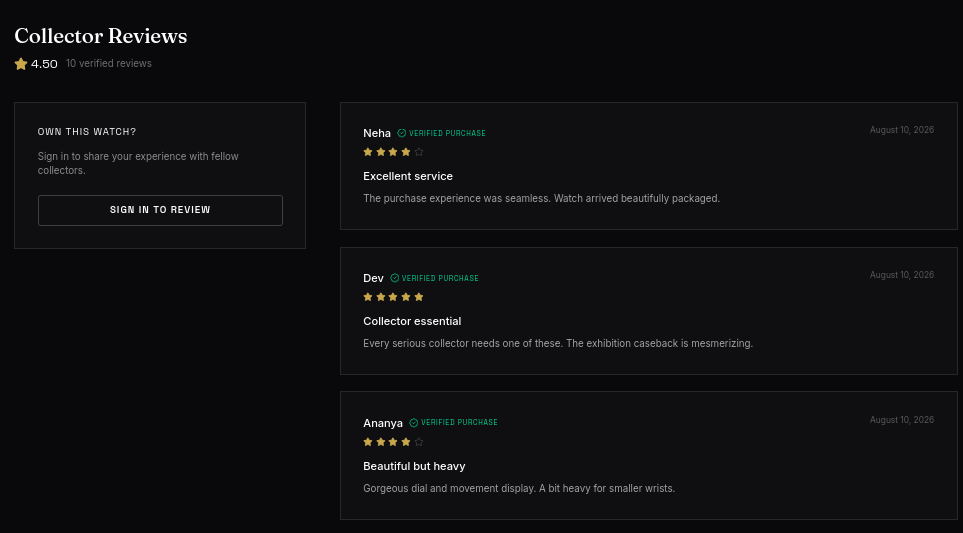 Collector Reviews
4.50 10 verified reviews
OWN THIS WATCH?
Sign in to share your experience with fellow
collectors.
SIGN IN TO REVIEW
Neha VERIFIED PURCHASE August 10, 2026
Excellent service
The purchase experience was seamless. Watch arrived beautifully packaged.
Dev VERIFIED PURCHASE August 10, 2026
Collector essential
Every serious collector needs one of these. The exhibition caseback is mesmerizing.
Ananya VERIFIED PURCHASE August 10, 2026
Beautiful but heavy
Gorgeous dial and movement display. A bit heavy for smaller wrists.